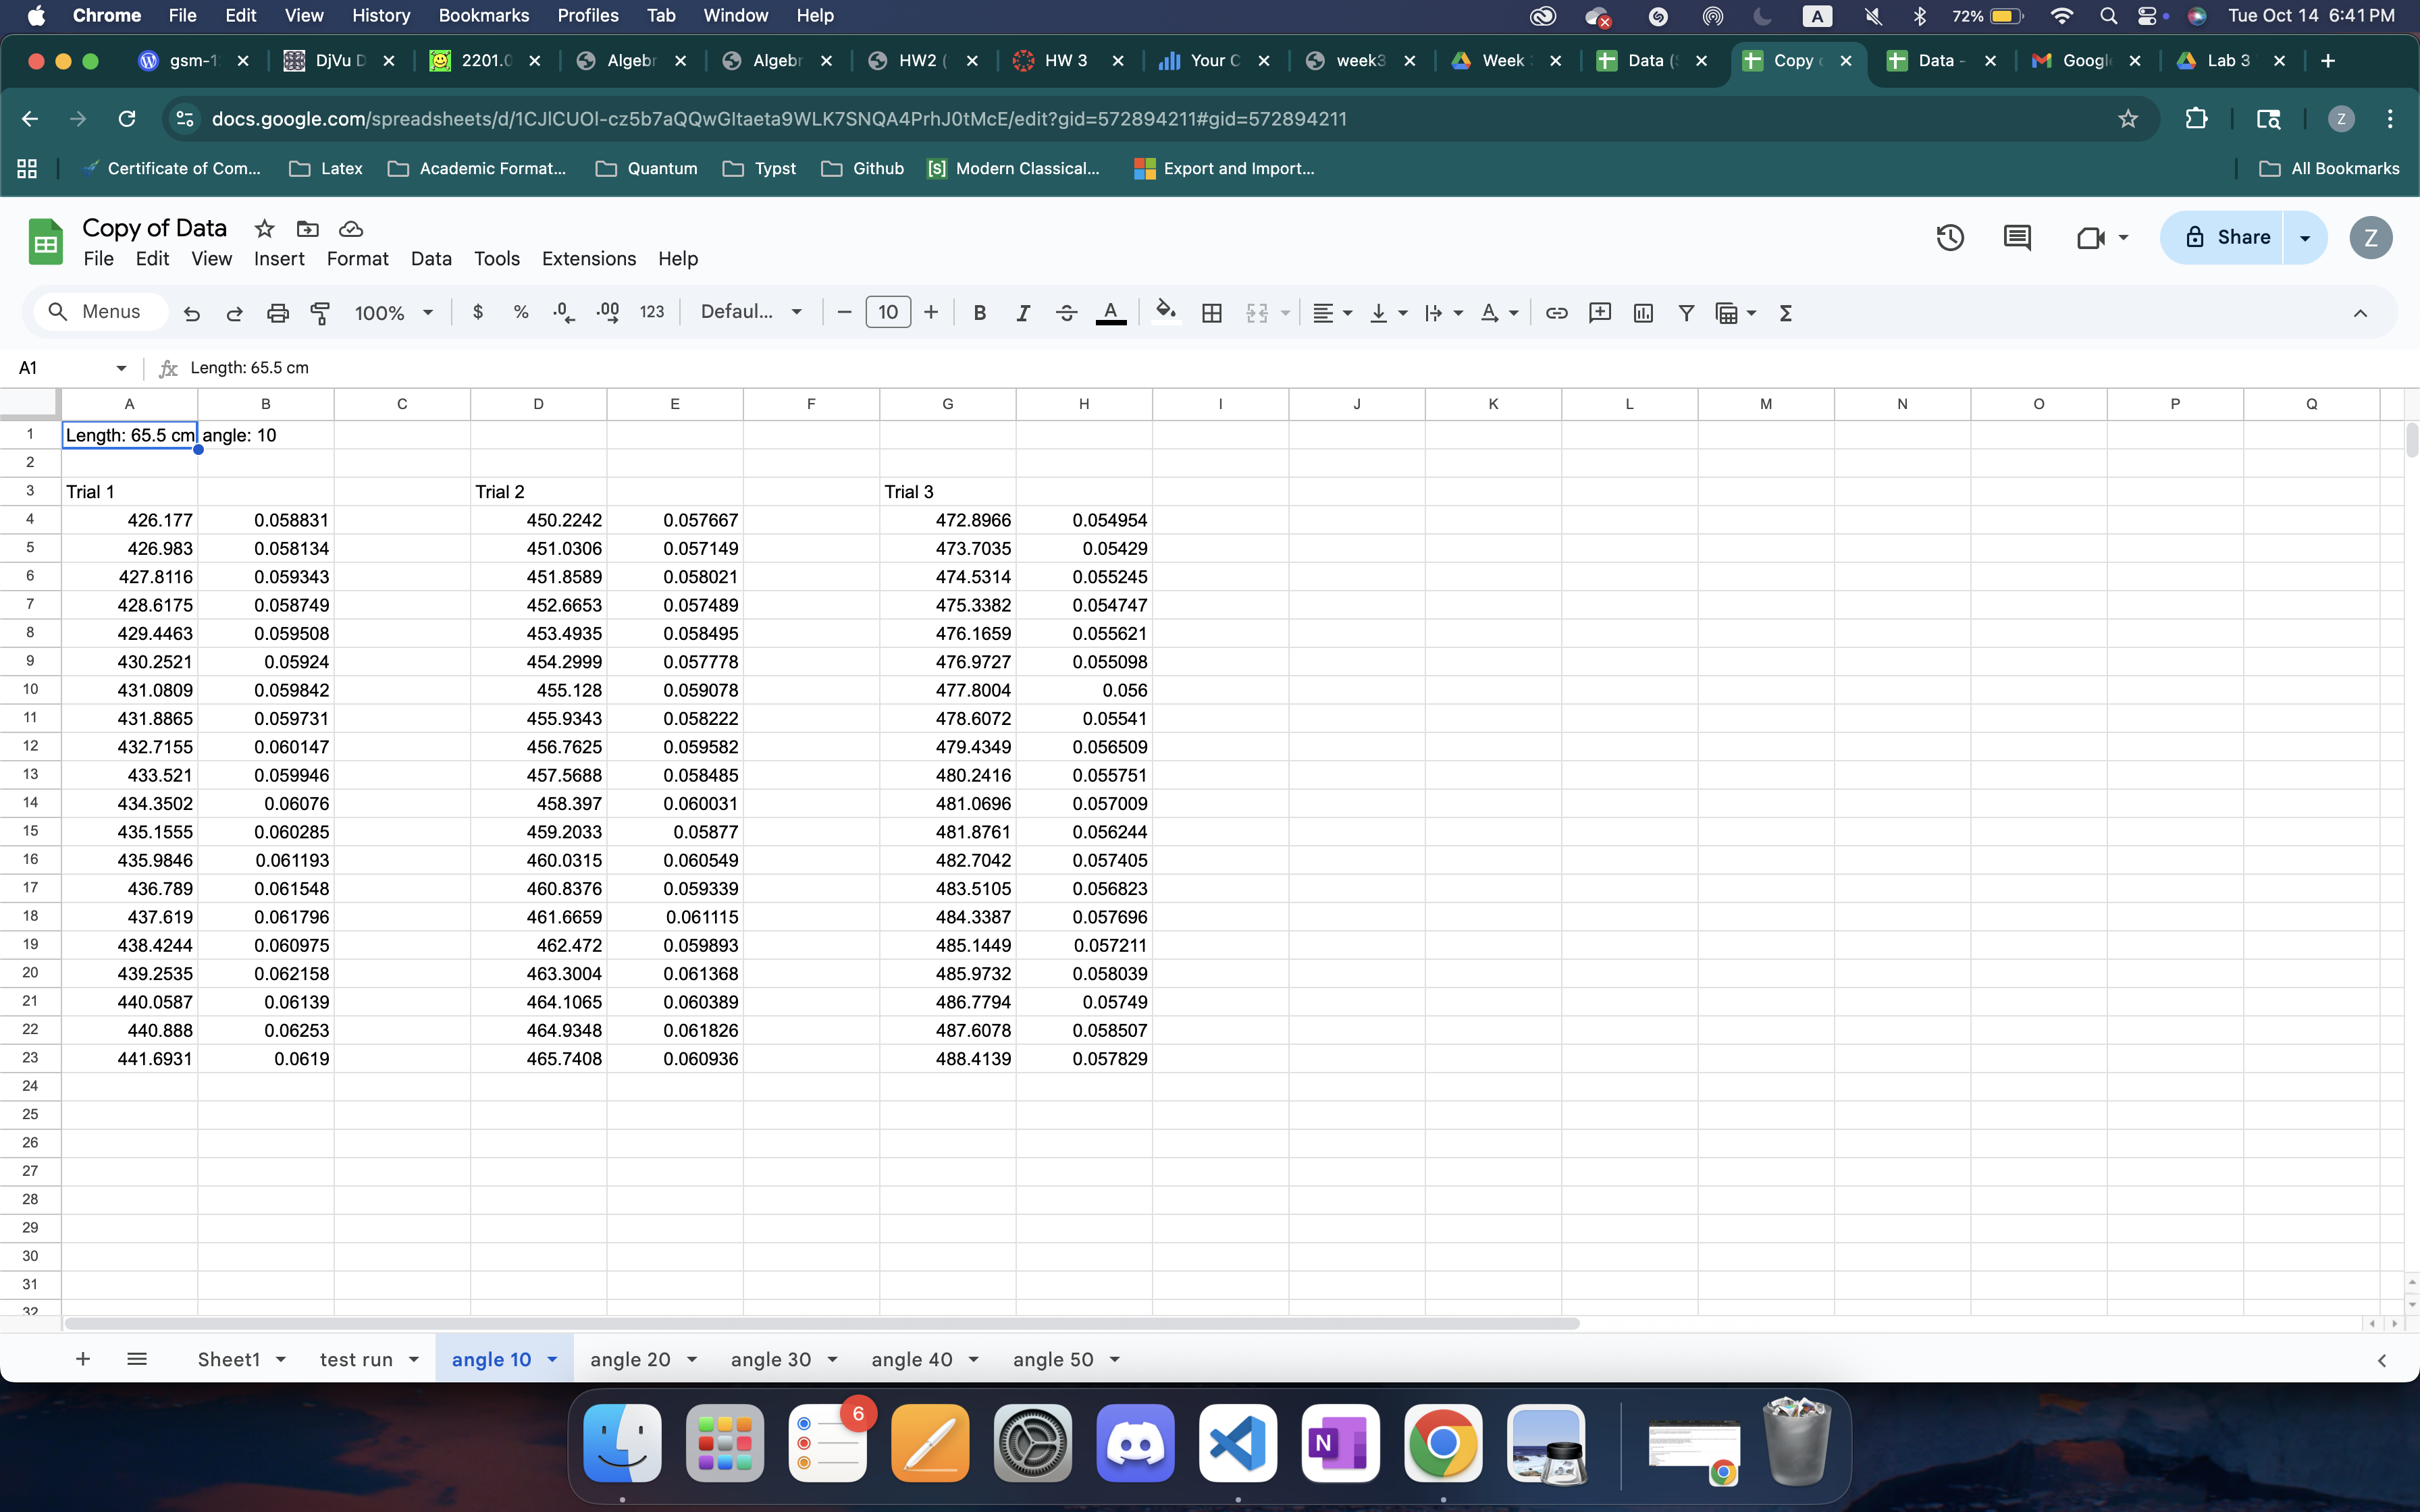 Chrome File Edit View History Bookmarks Profiles Tab Window Help A 72% Tue Oct 14 6:41 PM
gsm-1 DjVu D 2201.0 Algebr Algebr HW2 ( HW 3 Your C week3 Week Data ( Copy Data - Googl Lab 3
docs.google.com/spreadsheets/d/1CJlCUOl-cz5b7aQQwGltaeta9WLK7SNQA4PrhJ0tMcE/edit?gid=572894211#gid=572894211 Z
Certificate of Com... Latex Academic Format... Quantum Typst Github [S] Modern Classical... Export and Import... All Bookmarks
Copy of Data
File Edit View Insert Format Data Tools Extensions Help Share Z
Menus 100% $ % .0 .00 123 Defaul... 10 B I A Σ
A1 fx Length: 65.5 cm
A B C D E F G H I J K L M N O P Q
1 Length: 65.5 cm angle: 10
2
3 Trial 1 Trial 2 Trial 3
4 426.177 0.058831 450.2242 0.057667 472.8966 0.054954
5 426.983 0.058134 451.0306 0.057149 473.7035 0.05429
6 427.8116 0.059343 451.8589 0.058021 474.5314 0.055245
7 428.6175 0.058749 452.6653 0.057489 475.3382 0.054747
8 429.4463 0.059508 453.4935 0.058495 476.1659 0.055621
9 430.2521 0.05924 454.2999 0.057778 476.9727 0.055098
10 431.0809 0.059842 455.128 0.059078 477.8004 0.056
11 431.8865 0.059731 455.9343 0.058222 478.6072 0.05541
12 432.7155 0.060147 456.7625 0.059582 479.4349 0.056509
13 433.521 0.059946 457.5688 0.058485 480.2416 0.055751
14 434.3502 0.06076 458.397 0.060031 481.0696 0.057009
15 435.1555 0.060285 459.2033 0.05877 481.8761 0.056244
16 435.9846 0.061193 460.0315 0.060549 482.7042 0.057405
17 436.789 0.061548 460.8376 0.059339 483.5105 0.056823
18 437.619 0.061796 461.6659 0.061115 484.3387 0.057696
19 438.4244 0.060975 462.472 0.059893 485.1449 0.057211
20 439.2535 0.062158 463.3004 0.061368 485.9732 0.058039
21 440.0587 0.06139 464.1065 0.060389 486.7794 0.05749
22 440.888 0.06253 464.9348 0.061826 487.6078 0.058507
23 441.6931 0.0619 465.7408 0.060936 488.4139 0.057829
24
25
26
27
28
29
30
31
32
Sheet1 test run angle 10 angle 20 angle 30 angle 40 angle 50
6
N